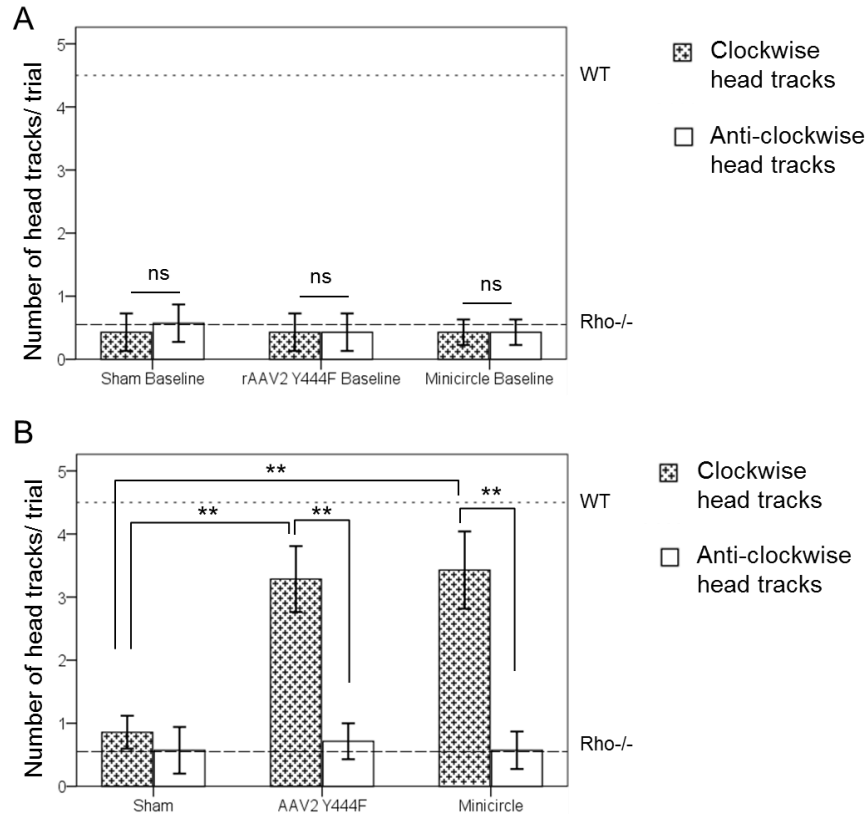 A
Number of head tracks/ trial
5
4
3
2
1
0
WT
Rho-/-
ns
ns
ns
Sham Baseline
rAAV2 Y444F Baseline
Minicircle Baseline
Clockwise
head tracks
Anti-clockwise
head tracks
B
Number of head tracks/ trial
5
4
3
2
1
0
WT
Rho-/-
**
**
**
**
Sham
AAV2 Y444F
Minicircle
Clockwise
head tracks
Anti-clockwise
head tracks